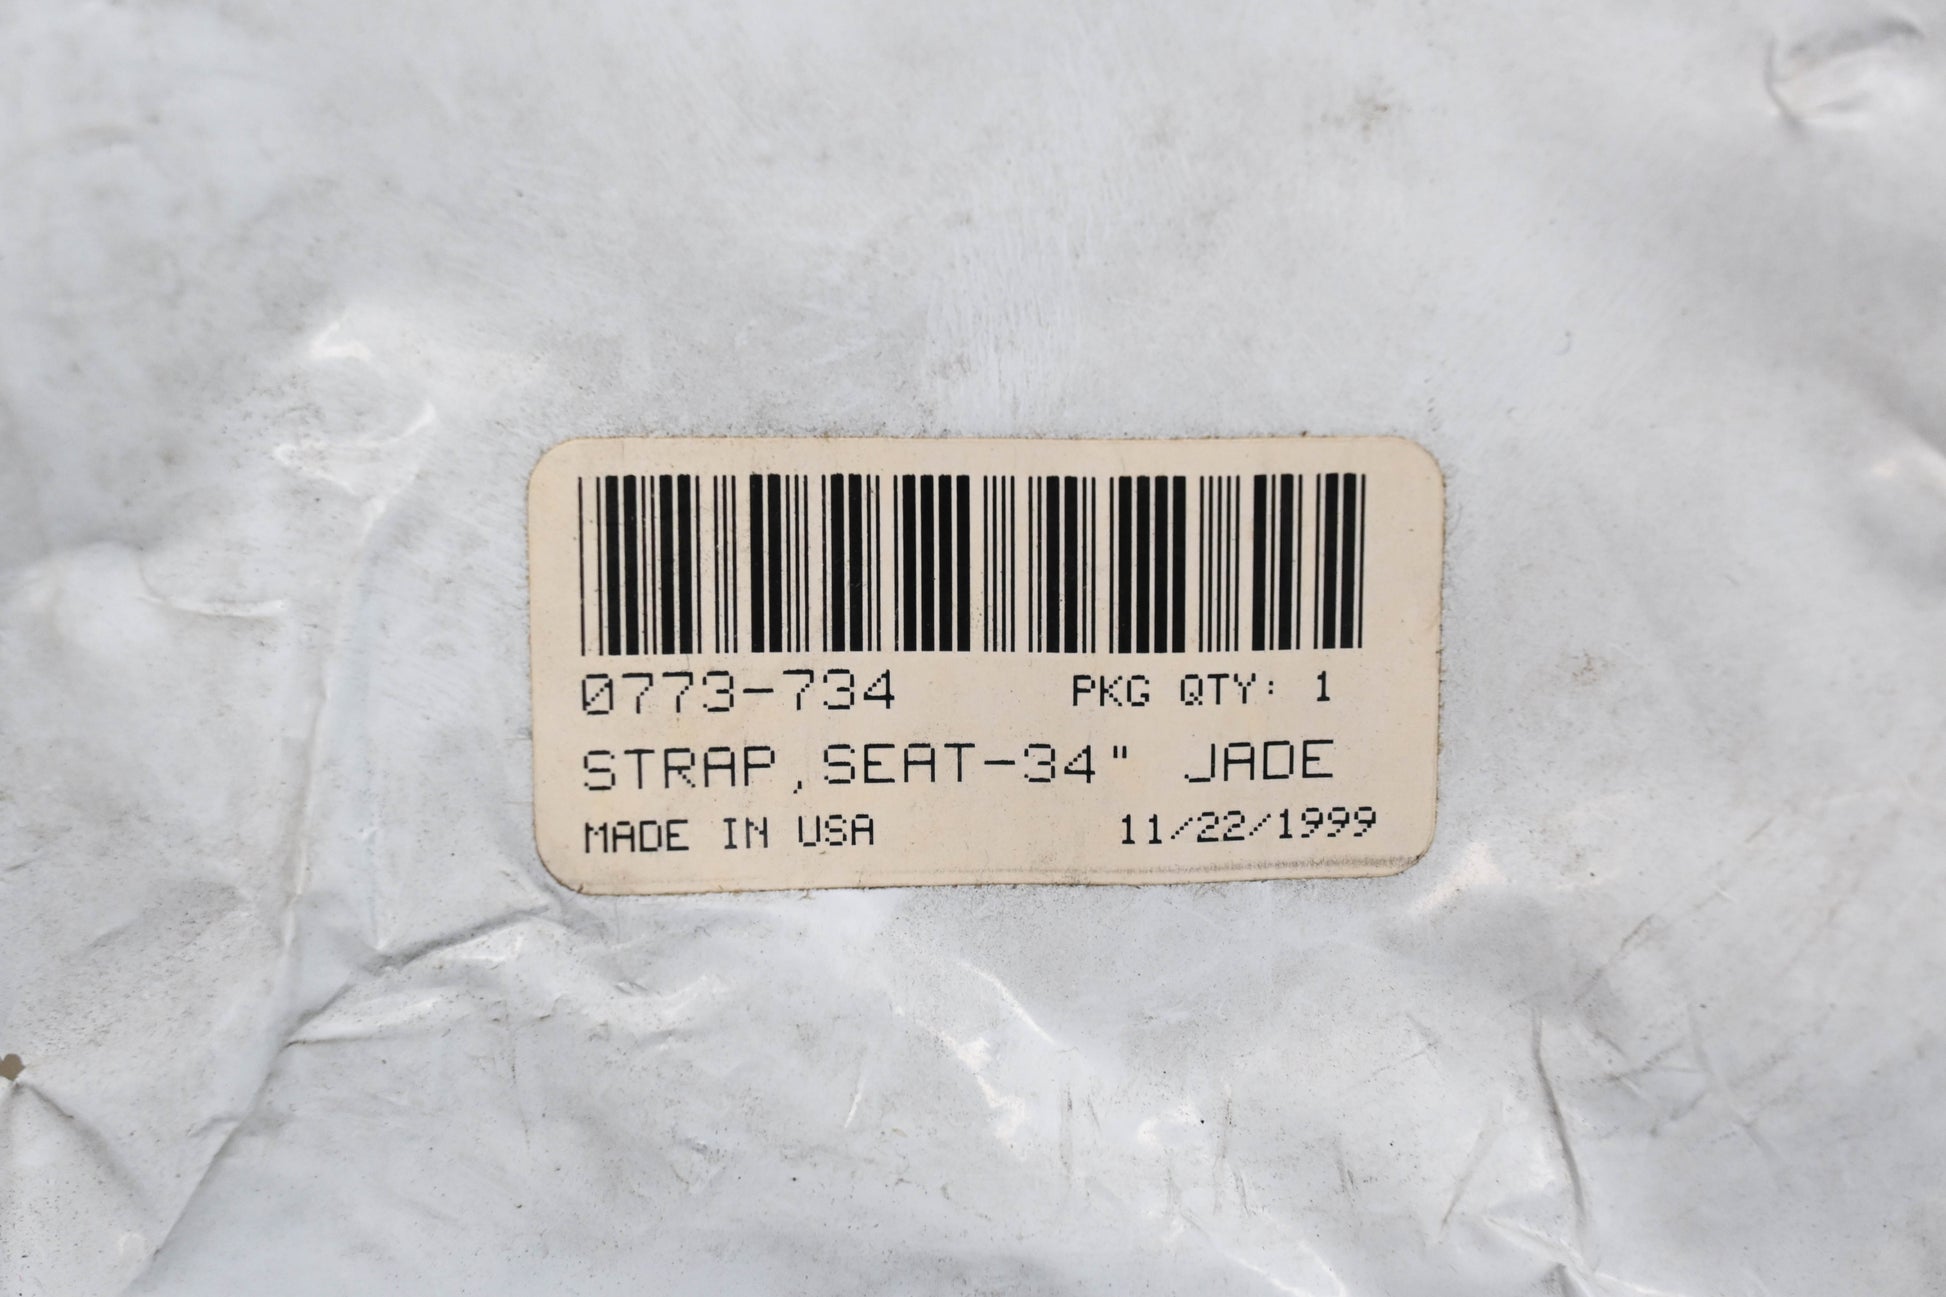 0773-734 PKG QTY: 1
STRAP,SEAT-34" JADE
MADE IN USA 11/22/1999